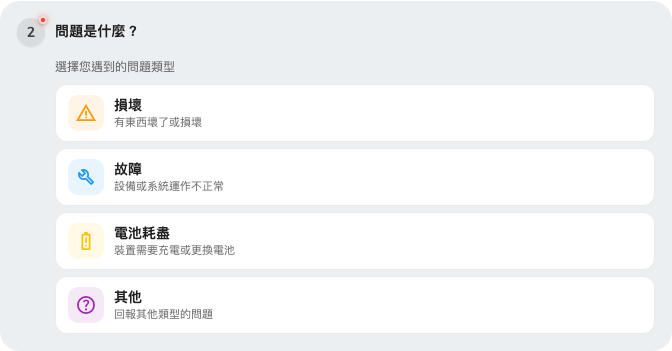 2
問題是什麼？
選擇您遇到的問題類型
損壞
有東西壞了或損壞
故障
設備或系統運作不正常
電池耗盡
裝置需要充電或更換電池
其他
回報其他類型的問題